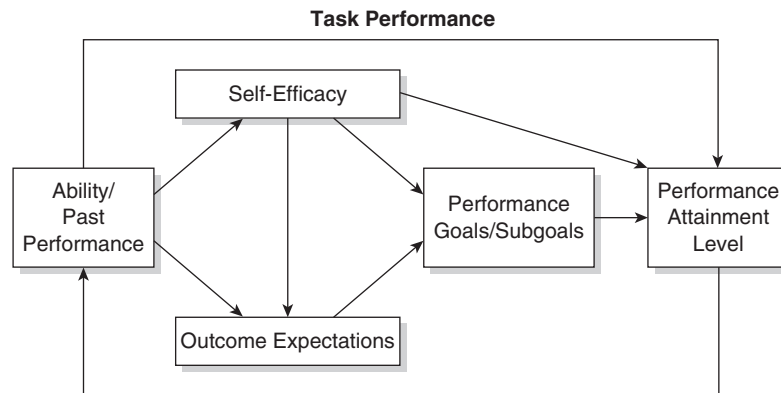 Task Performance
Self-Efficacy
Ability/
Past
Performance
Performance
Goals/Subgoals
Performance
Attainment
Level
Outcome Expectations